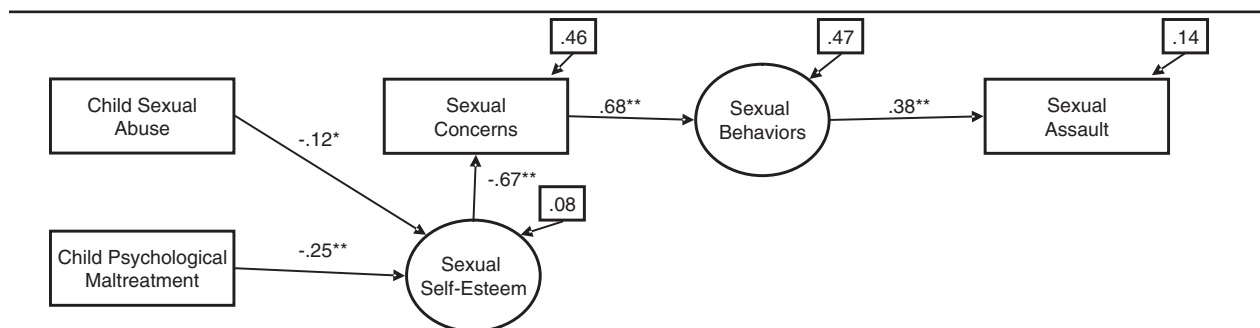 .46
.47
.14
Child Sexual
Abuse
Sexual
Concerns
Sexual
Behaviors
Sexual
Assault
.68**
.38**
-.12*
-.67**
.08
Child Psychological
Maltreatment
-.25**
Sexual
Self-Esteem